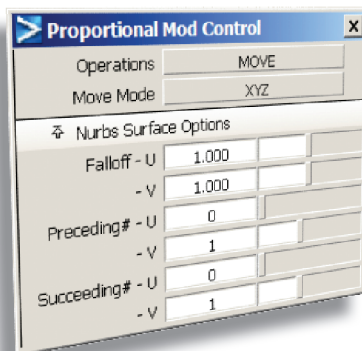 Proportional Mod Control x
Operations MOVE
Move Mode XYZ
Nurbs Surface Options
Falloff - U 1.000
- V 1.000
Preceding# - U 0
- V 1
Succeeding# - U 0
- V 1